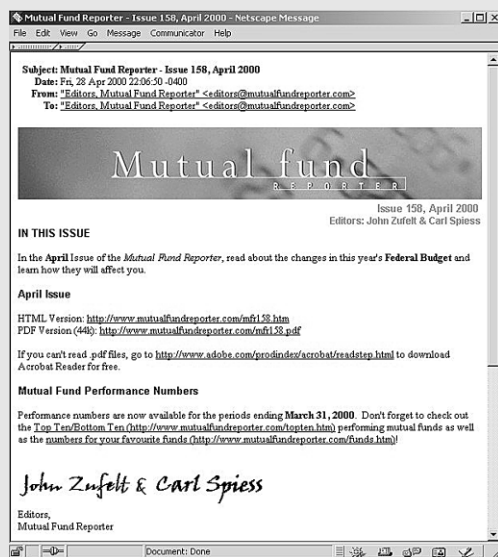 Mutual Fund Reporter - Issue 158, April 2000 - Netscape Message
File Edit View Go Message Communicator Help
Subject: Mutual Fund Reporter - Issue 158, April 2000
Date: Fri, 28 Apr 2000 22:06:50 -0400
From: "Editors, Mutual Fund Reporter" <editors@mutualfundreporter.com>
To: "Editors, Mutual Fund Reporter" <editors@mutualfundreporter.com>
Mutual fund
REPORTER
Issue 158, April 2000
Editors: John Zufelt & Carl Spiess
IN THIS ISSUE
In the April Issue of the Mutual Fund Reporter, read about the changes in this year's Federal Budget and
learn how they will affect you.
April Issue
HTML Version: http://www.mutualfundreporter.com/mfr158.htm
PDF Version (44k): http://www.mutualfundreporter.com/mfr158.pdf
If you can't read .pdf files, go to http://www.adobe.com/prodindex/acrobat/readstep.html to download
Acrobat Reader for free.
Mutual Fund Performance Numbers
Performance numbers are now available for the periods ending March 31, 2000. Don't forget to check out
the Top Ten/Bottom Ten (http://www.mutualfundreporter.com/topten.htm) performing mutual funds as well
as the numbers for your favourite funds (http://www.mutualfundreporter.com/funds.htm)!
John Zufelt & Carl Spiess
Editors,
Mutual Fund Reporter
Document: Done